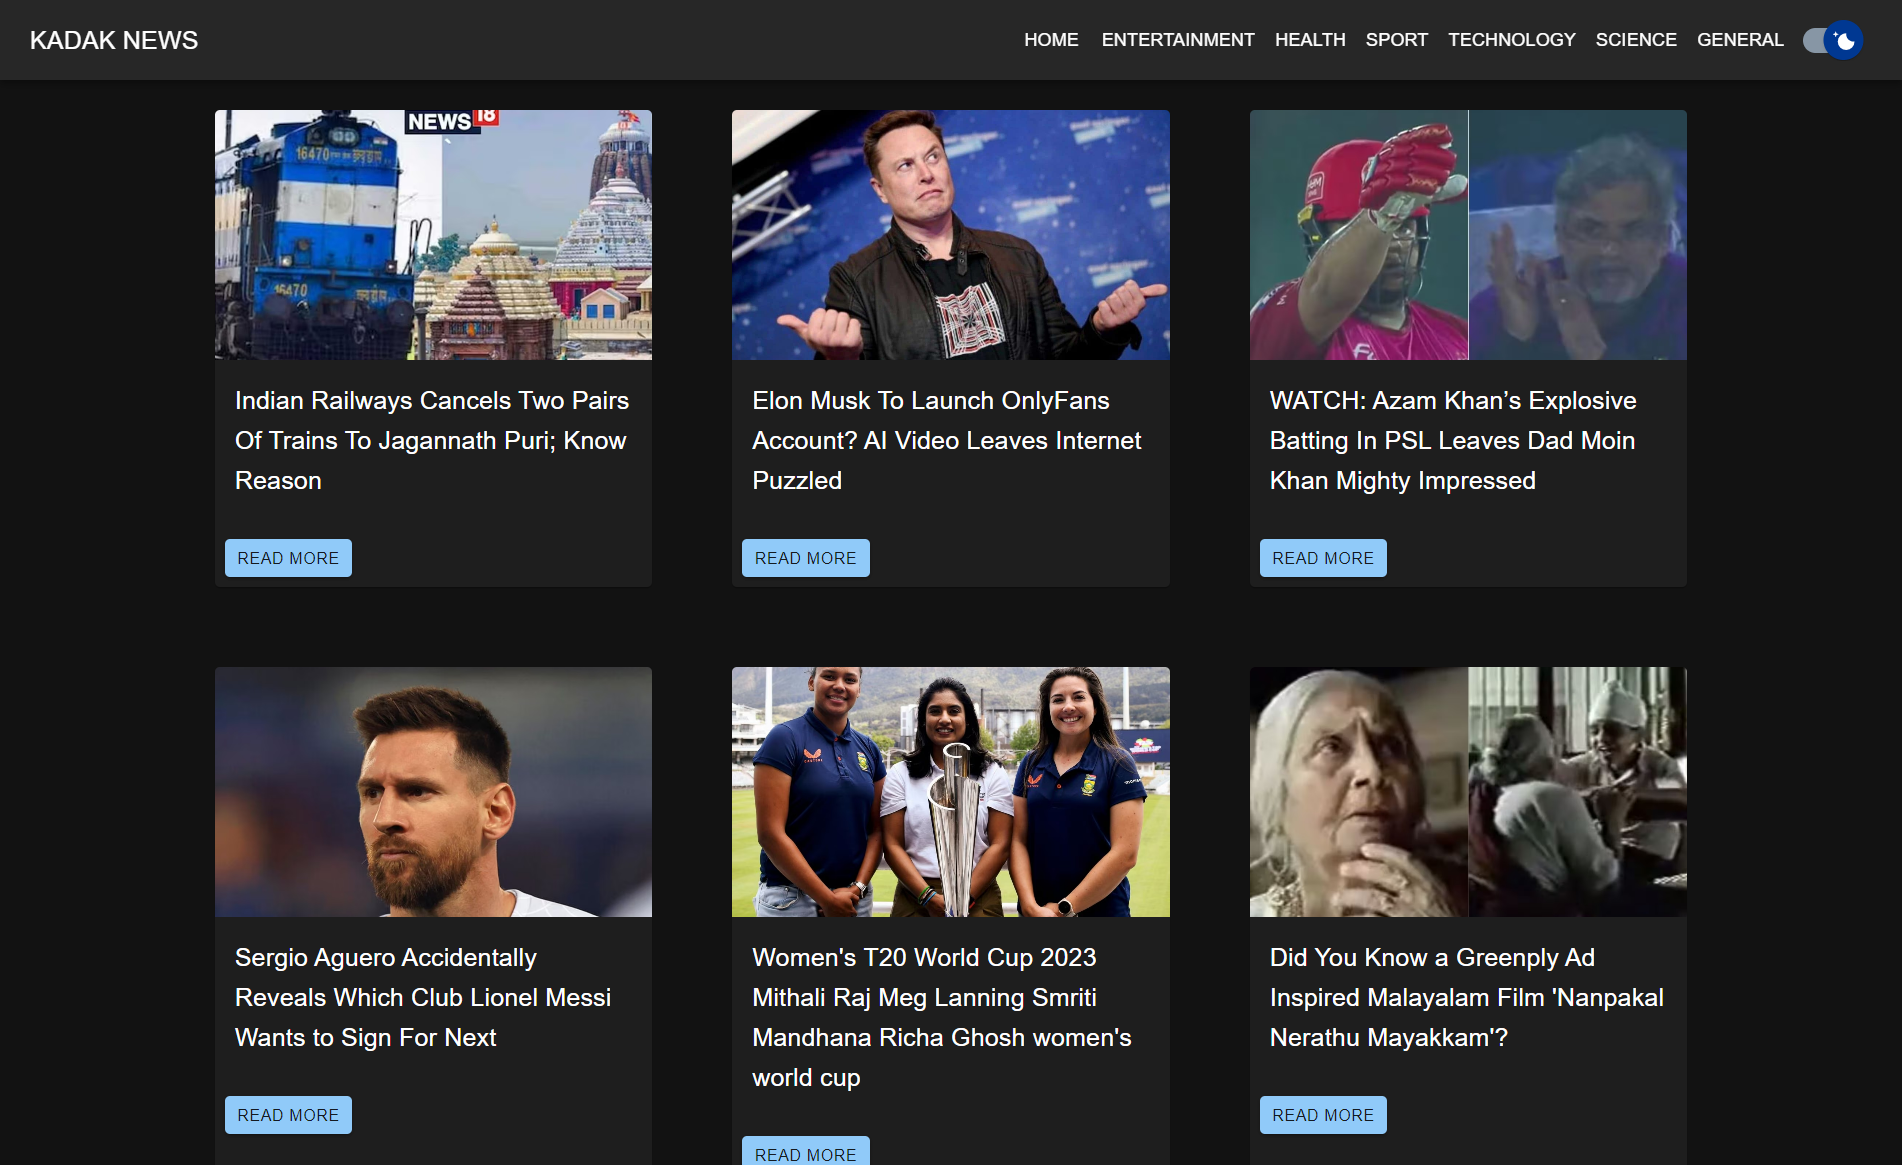 KADAK NEWS
HOME ENTERTAINMENT HEALTH SPORT TECHNOLOGY SCIENCE GENERAL
NEWS 18
16470
16470
Indian Railways Cancels Two Pairs
Of Trains To Jagannath Puri; Know
Reason
READ MORE
Elon Musk To Launch OnlyFans
Account? AI Video Leaves Internet
Puzzled
READ MORE
WATCH: Azam Khan’s Explosive
Batting In PSL Leaves Dad Moin
Khan Mighty Impressed
READ MORE
Sergio Aguero Accidentally
Reveals Which Club Lionel Messi
Wants to Sign For Next
READ MORE
Women's T20 World Cup 2023
Mithali Raj Meg Lanning Smriti
Mandhana Richa Ghosh women's
world cup
READ MORE
Did You Know a Greenply Ad
Inspired Malayalam Film 'Nanpakal
Nerathu Mayakkam'?
READ MORE